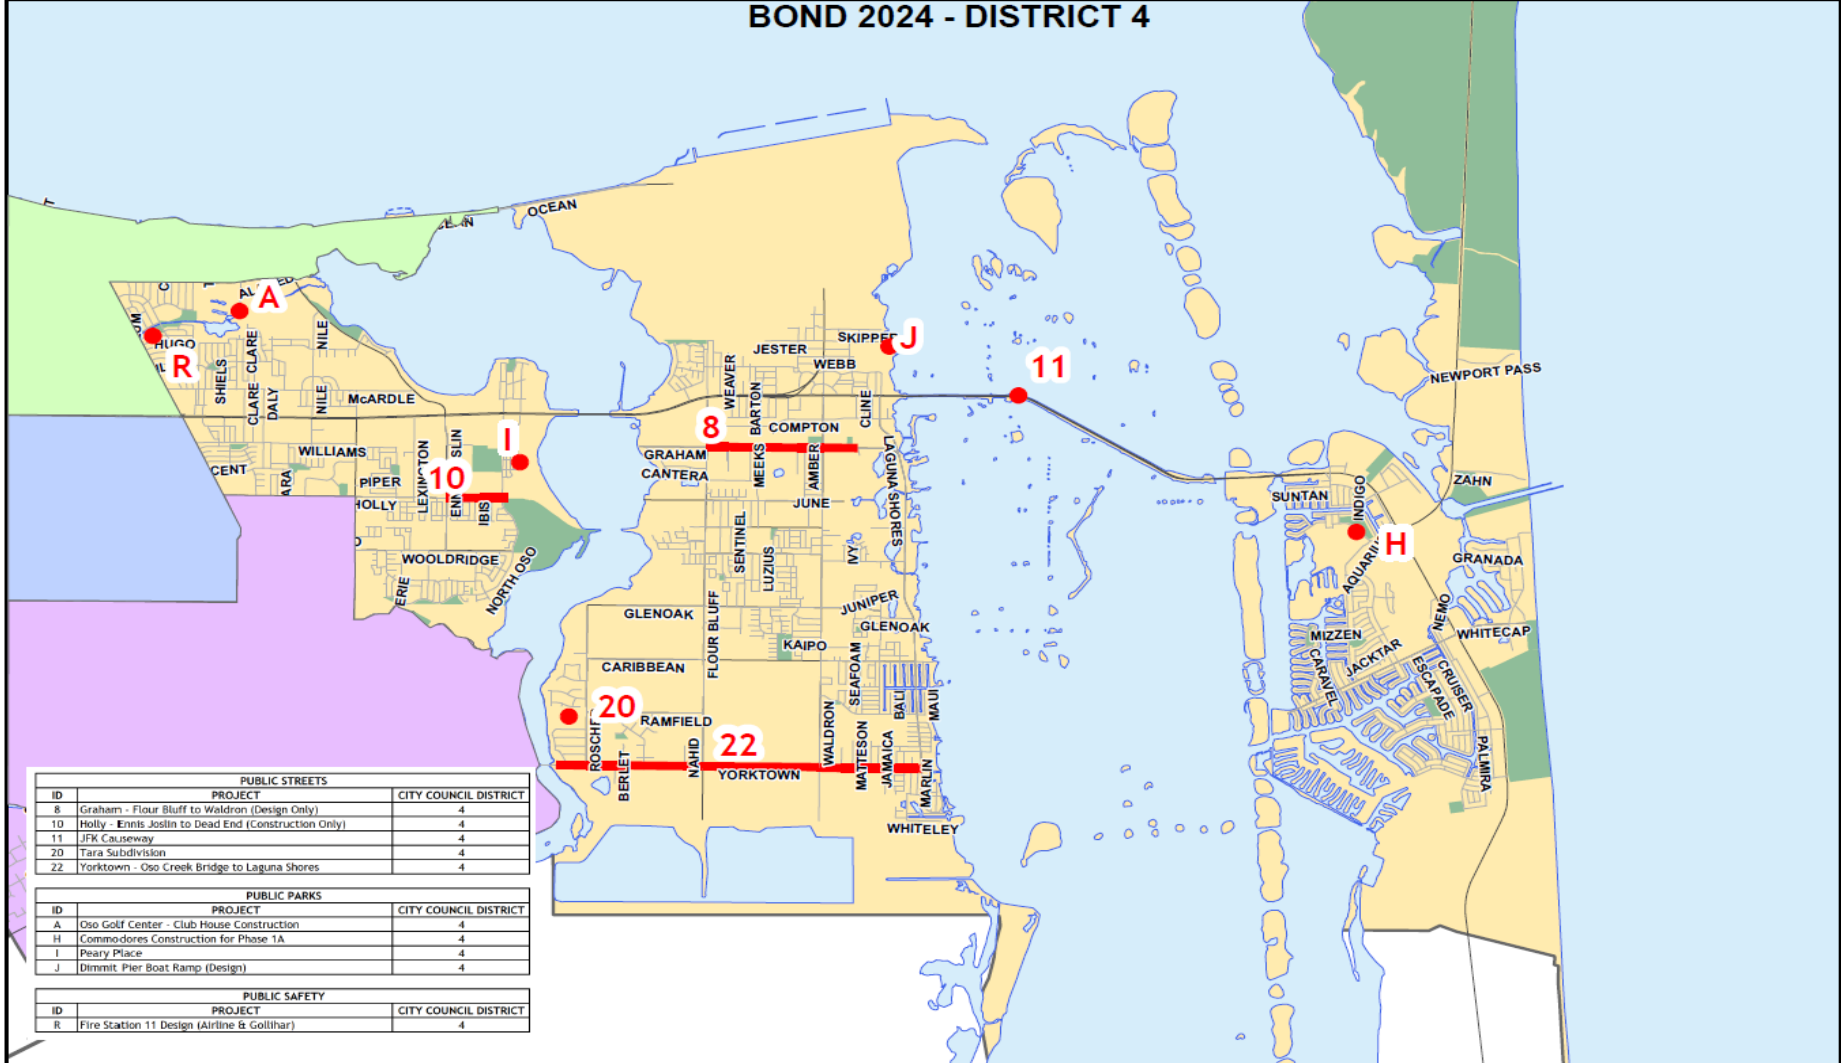 BOND 2024 - DISTRICT 4
OCEAN
A
R
HUGO
CLARE
NILE
SHIELS
CLARE
DALY
NILE
McARDLE
SKIPPER
J
JESTER
WEBB
WEAVER
BARTON
CLINE
11
NEWPORT PASS
8
COMPTON
GRAHAM
CANTERA
MEEKS
AMBER
LAGUNA SHORES
JUNE
WILLIAMS
LEXINGTON
I
10
PIPER
HOLLY
IBIS
WOOLDRIDGE
ERIE
NORTH OSO
SENTINEL
LUZIUS
IVY
SUNTAN
INDIGO
ZAHN
H
AQUARIUS
GRANADA
GLENOAK
FLOUR BLUFF
JUNIPER
GLENOAK
KAIPO
CARIBBEAN
SEAFOAM
BALI
MAUI
MIZZEN
CARAVEL
JACKTAR
NEMO
WHITECAP
CRUISER
ESCAPADE
PALMIRA
20
RAMFIELD
22
BERLET
NAHID
YORKTOWN
WALDRON
MATTESON
JAMAICA
MARLIN
WHITELEY
PUBLIC STREETS
ID PROJECT CITY COUNCIL DISTRICT
8 Graham - Flour Bluff to Waldron (Design Only) 4
10 Holly - Ennis Joslin to Dead End (Construction Only) 4
11 JFK Causeway 4
20 Tara Subdivision 4
22 Yorktown - Oso Creek Bridge to Laguna Shores 4
PUBLIC PARKS
ID PROJECT CITY COUNCIL DISTRICT
A Oso Golf Center - Club House Construction 4
H Commodores Construction for Phase 1A 4
I Peary Place 4
J Dimmit Pier Boat Ramp (Design) 4
PUBLIC SAFETY
ID PROJECT CITY COUNCIL DISTRICT
R Fire Station 11 Design (Airline & Gollihar) 4